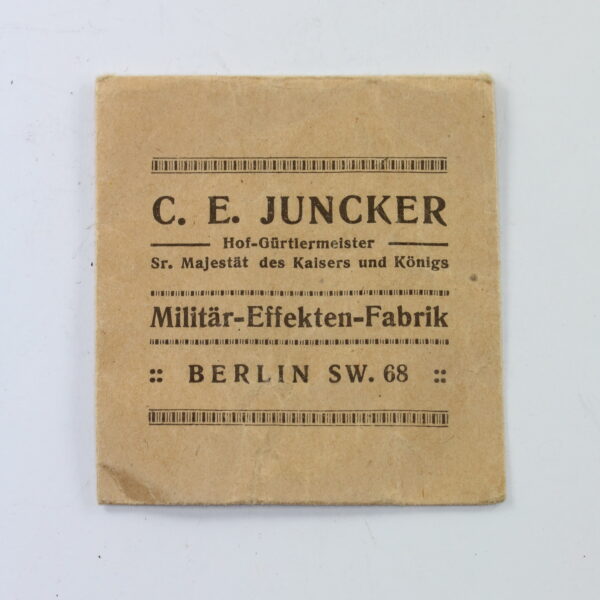 C. E. JUNCKER
Hof-Gürtlermeister
Sr. Majestät des Kaisers und Königs
Militär-Effekten-Fabrik
:: BERLIN SW. 68 ::